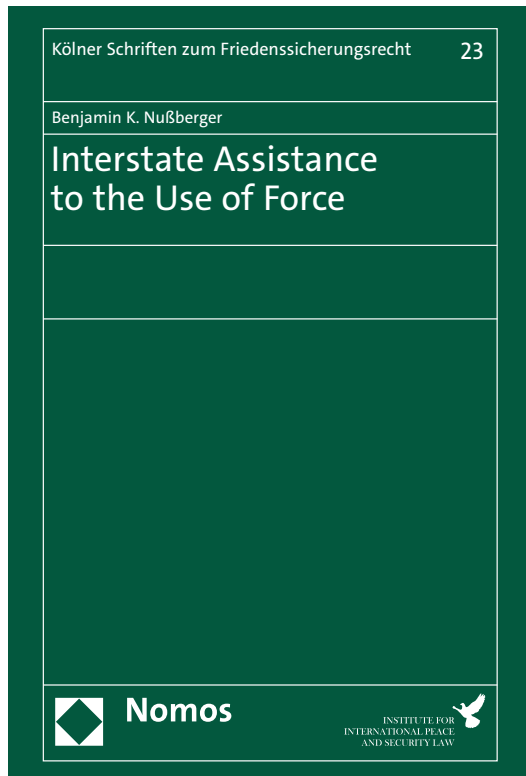 Kölner Schriften zum Friedenssicherungsrecht 23
Benjamin K. Nußberger
Interstate Assistance
to the Use of Force
Nomos
INSTITUTE FOR
INTERNATIONAL PEACE
AND SECURITY LAW